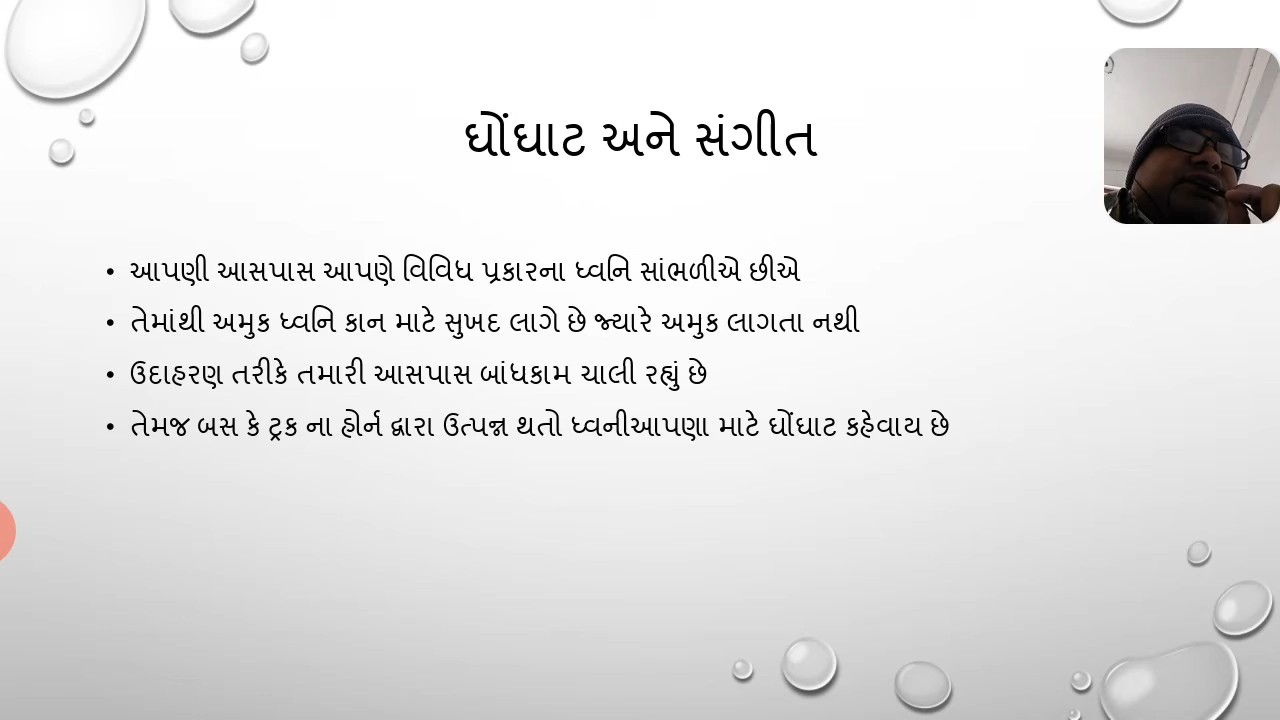 ઘોંઘાટ અને સંગીત
• આપણી આસપાસ આપણે વિવિધ પ્રકારના ધ્વનિ સાંભળીએ છીએ
• તેમાંથી અમુક ધ્વનિ કાન માટે સુખદ લાગે છે જ્યારે અમુક લાગતા નથી
• ઉદાહરણ તરીકે તમારી આસપાસ બાંધકામ ચાલી રહ્યું છે
• તેમજ બસ કે ટ્રક ના હોર્ન દ્વારા ઉત્પન્ન થતો ધ્વનીઆપણા માટે ઘોંઘાટ કહેવાય છે